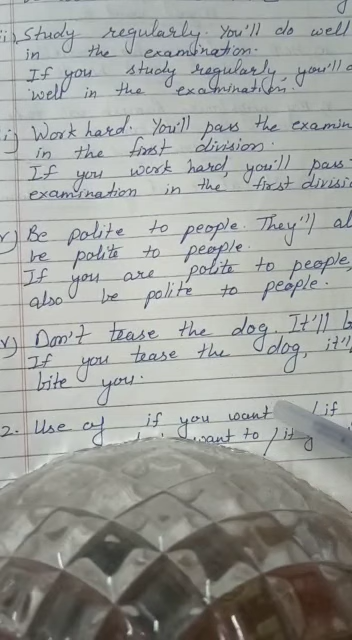 ii) Study regularly. You'll do well
in the examination.
If you study regularly, you'll
well in the examination.
Work hard. You'll pass the examin
in the first division.
If you work hard, you'll pass
examination in the first divisi
Be polite to people. They'll al
be polite to people.
If you are polite to people,
also be polite to people.
v) Don't tease the dog. It'll b
If you tease the dog, it'll
bite you.
2. Use of if you want / if
want to / if